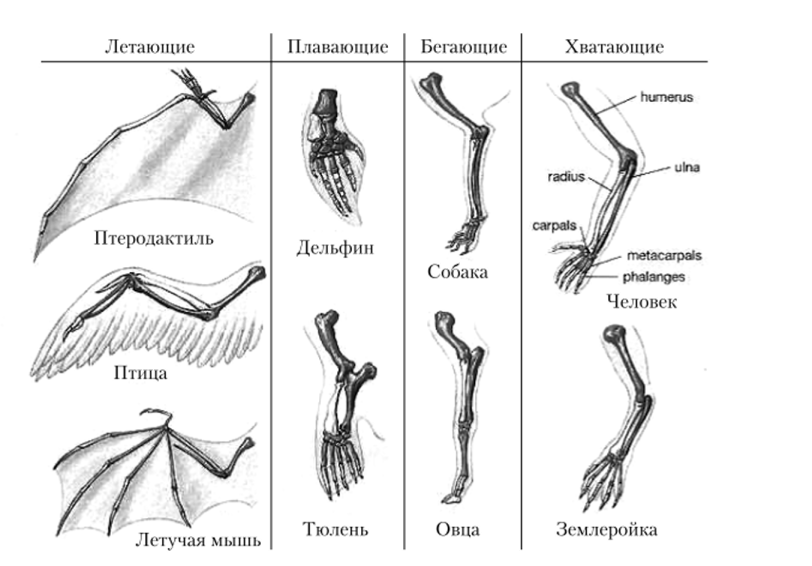 Летающие
Плавающие
Бегающие
Хватающие
humerus
ulna
radius
carpals
metacarpals
phalanges
Птеродактиль
Дельфин
Собака
Человек
Птица
Летучая мышь
Тюлень
Овца
Землеройка